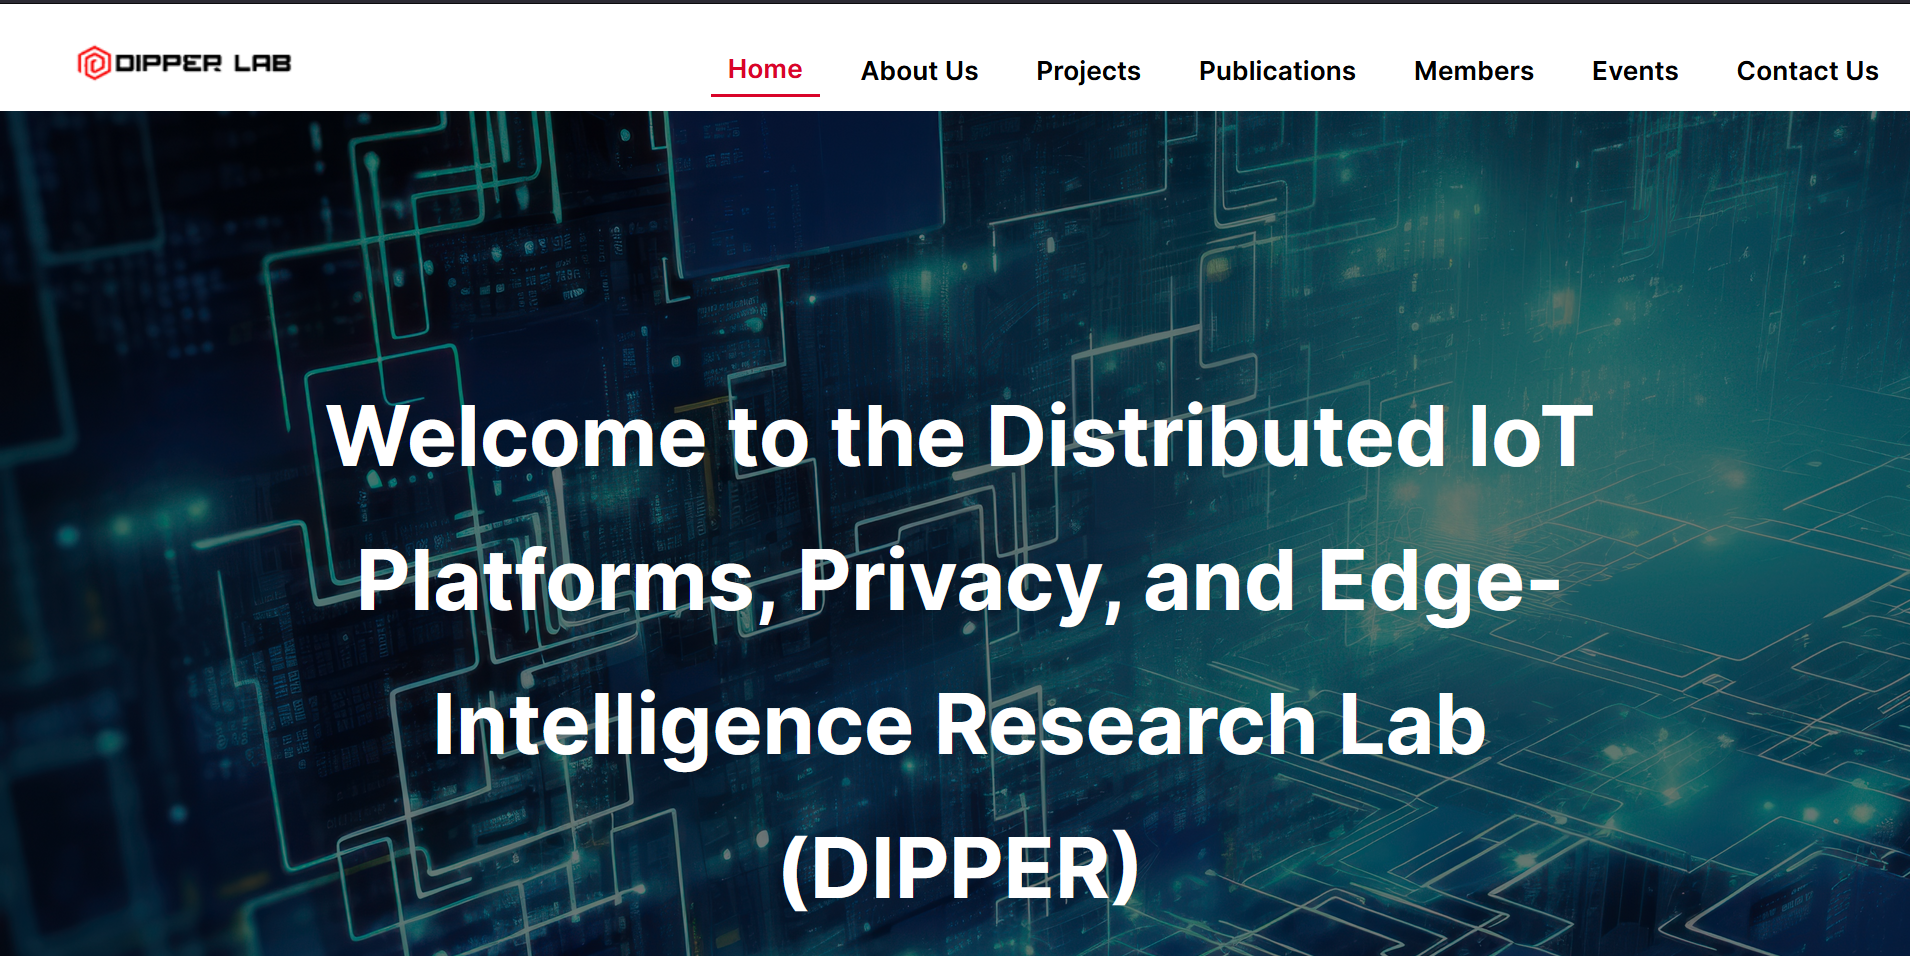 DIPPER LAB
Home About Us Projects Publications Members Events Contact Us
Welcome to the Distributed IoT
Platforms, Privacy, and Edge-
Intelligence Research Lab
(DIPPER)